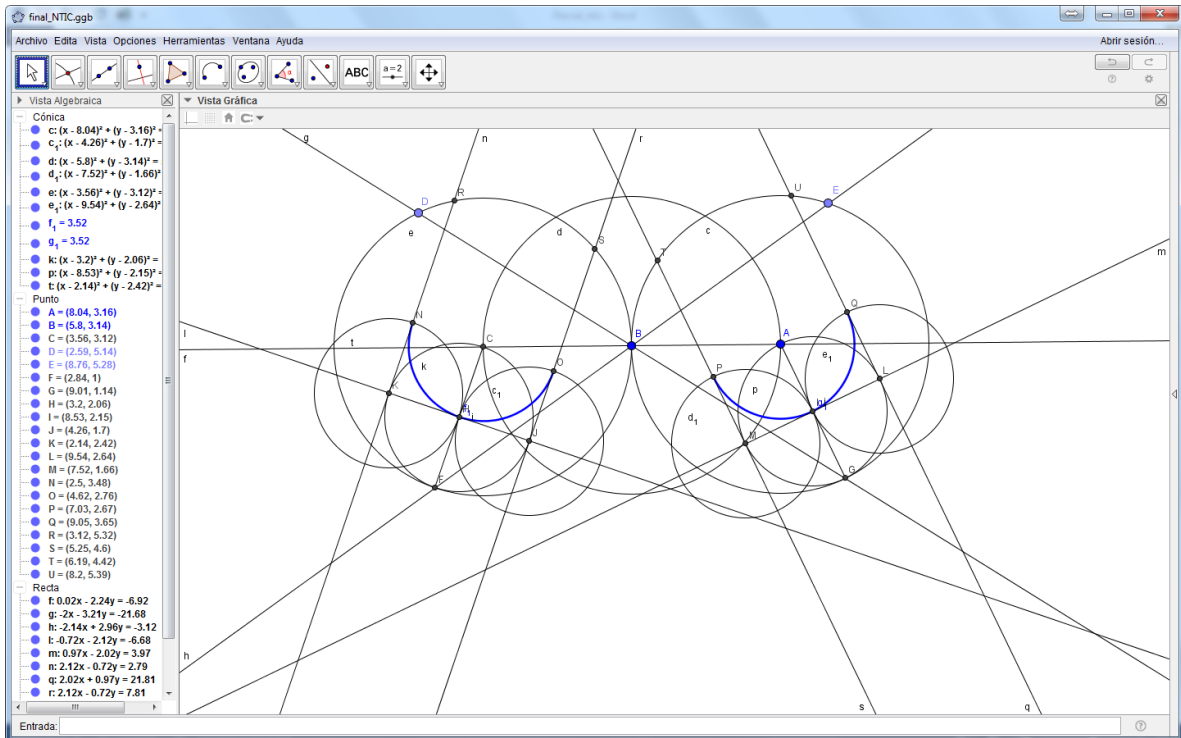 final_NTIC.ggb
Archivo Edita Vista Opciones Herramientas Ventana Ayuda
Abrir sesión...
ABC
a=2
Vista Algebraica
Cónica
c: (x - 8.04)² + (y - 3.16)² =
c₁: (x - 4.26)² + (y - 1.7)² =
d: (x - 5.8)² + (y - 3.14)² =
d₁: (x - 7.52)² + (y - 1.66)²
e: (x - 3.56)² + (y - 3.12)² =
e₁: (x - 9.54)² + (y - 2.64)²
f₁ = 3.52
g₁ = 3.52
k: (x - 3.2)² + (y - 2.06)² =
p: (x - 8.53)² + (y - 2.15)² =
t: (x - 2.14)² + (y - 2.42)² =
Punto
A = (8.04, 3.16)
B = (5.8, 3.14)
C = (3.56, 3.12)
D = (2.59, 5.14)
E = (8.76, 5.28)
F = (2.84, 1)
G = (9.01, 1.14)
H = (3.2, 2.06)
I = (8.53, 2.15)
J = (4.26, 1.7)
K = (2.14, 2.42)
L = (9.54, 2.64)
M = (7.52, 1.66)
N = (2.5, 3.48)
O = (4.62, 2.76)
P = (7.03, 2.67)
Q = (9.05, 3.65)
R = (3.12, 5.32)
S = (5.25, 4.6)
T = (6.19, 4.42)
U = (8.2, 5.39)
Recta
f: 0.02x - 2.24y = -6.92
g: -2x - 3.21y = -21.68
h: -2.14x + 2.96y = -3.12
l: -0.72x - 2.12y = -6.68
m: 0.97x - 2.02y = 3.97
n: 2.12x - 0.72y = 2.79
q: 2.02x + 0.97y = 21.81
r: 2.12x - 0.72y = 7.81
Vista Gráfica
g
n
r
D
R
U
E
e
d
S
c
T
m
N
Q
l
t
C
B
A
f
k
O
e₁
K
c₁
P
p
L
d₁
J
M
F
G
h
s
q
Entrada: